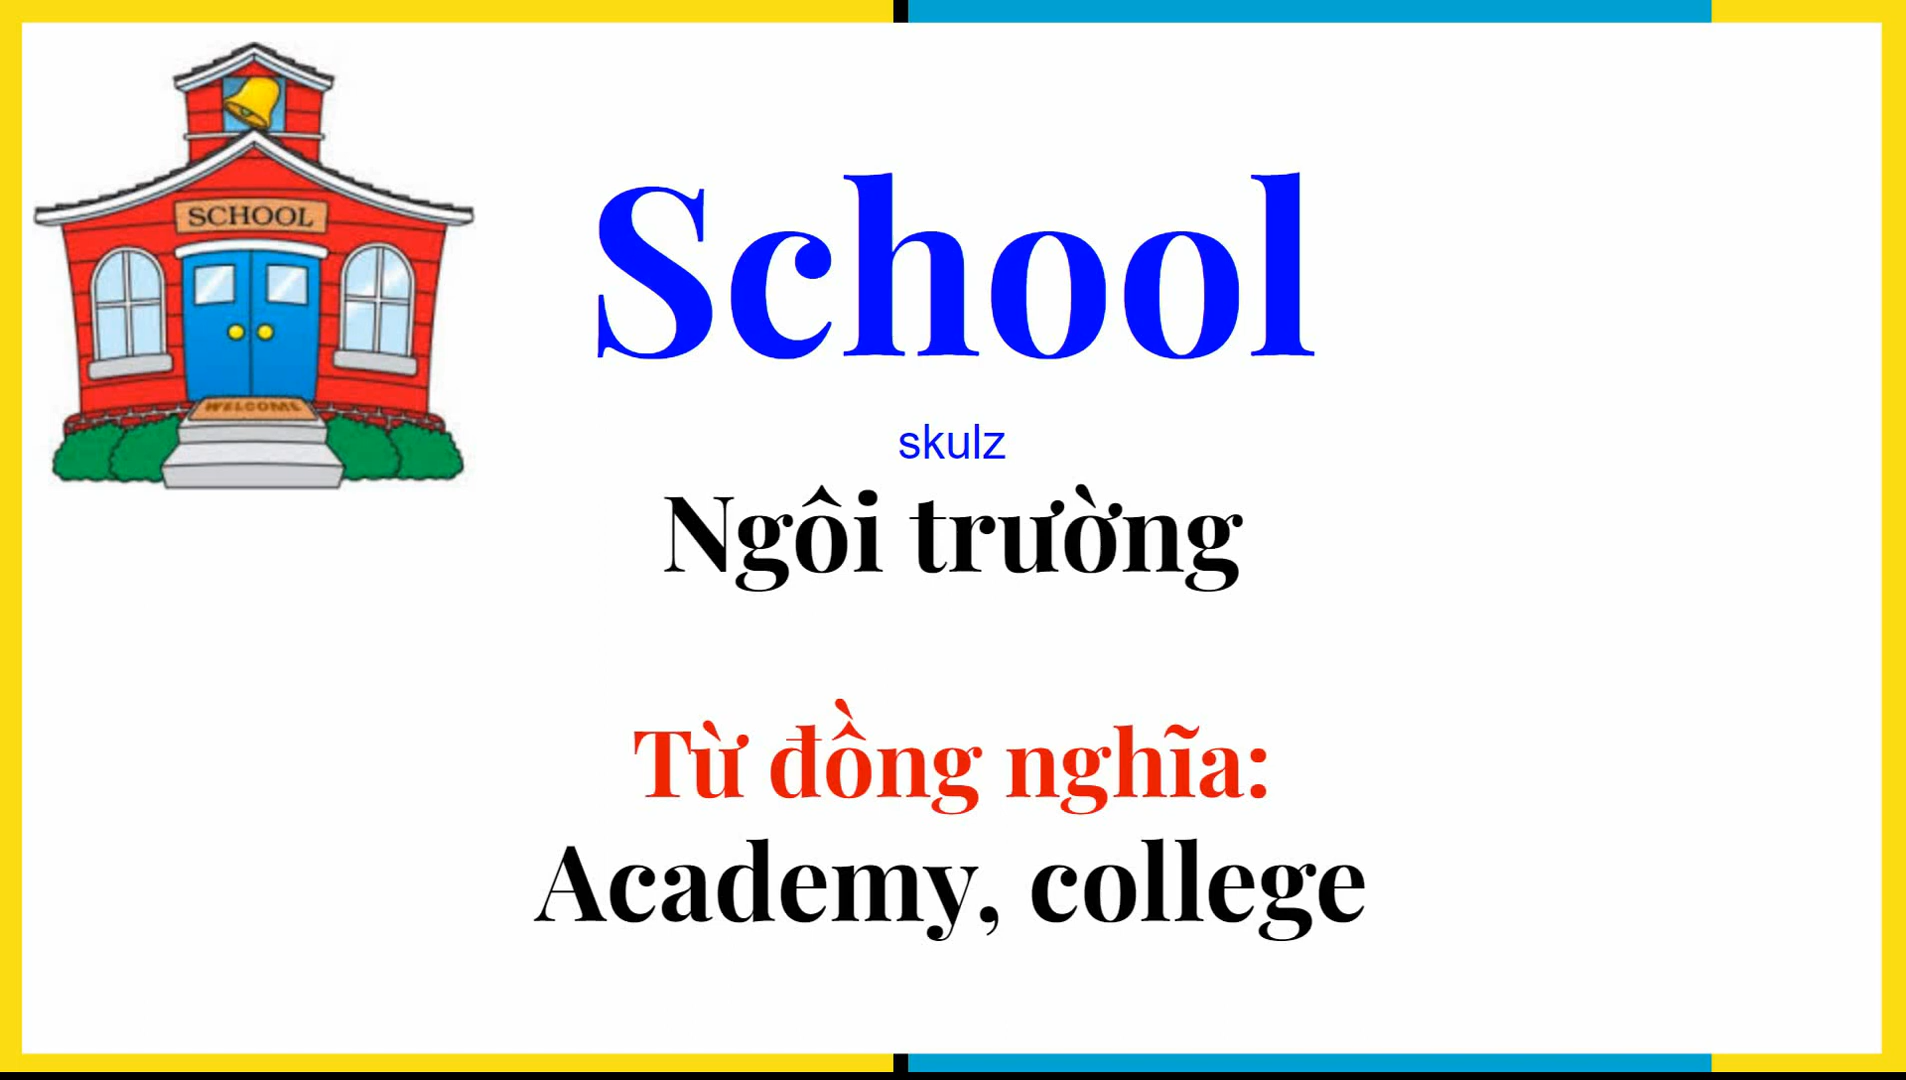 SCHOOL
WELCOME
School
skulz
Ngôi trường
Từ đồng nghĩa:
Academy, college